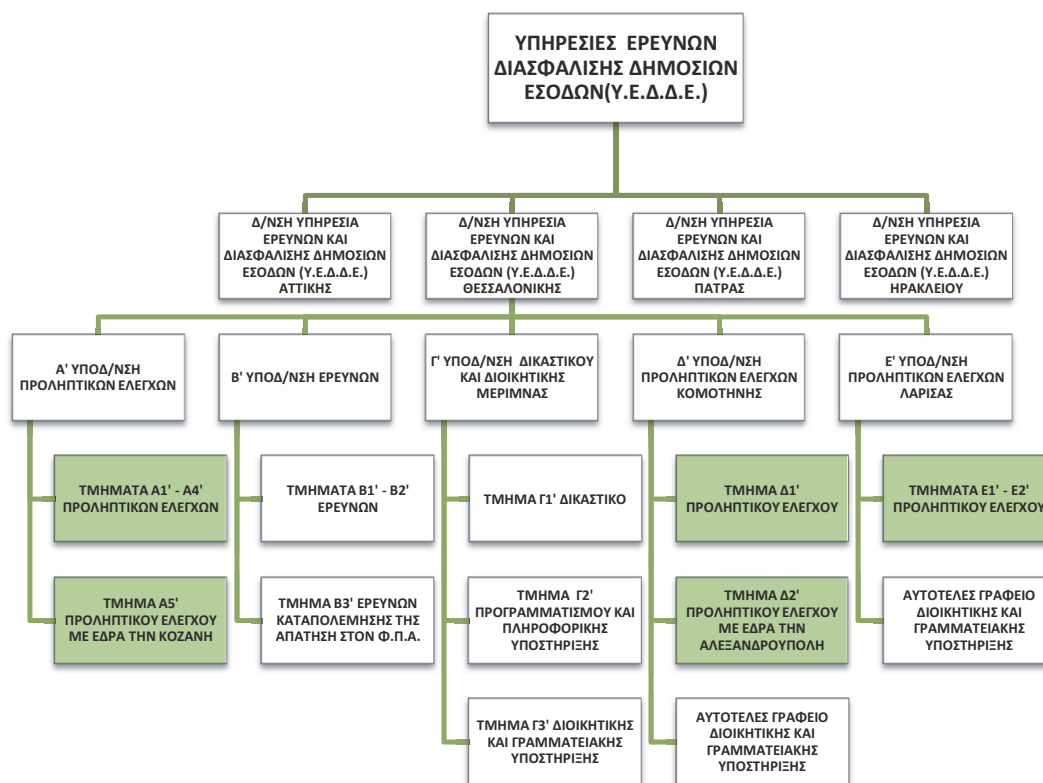 ΥΠΗΡΕΣΙΕΣ ΕΡΕΥΝΩΝ
ΔΙΑΣΦΑΛΙΣΗΣ ΔΗΜΟΣΙΩΝ
ΕΣΟΔΩΝ(Υ.Ε.Δ.Δ.Ε.)
Δ/ΝΣΗ ΥΠΗΡΕΣΙΑ
ΕΡΕΥΝΩΝ ΚΑΙ
ΔΙΑΣΦΑΛΙΣΗΣ ΔΗΜΟΣΙΩΝ
ΕΣΟΔΩΝ (Υ.Ε.Δ.Δ.Ε.)
ΑΤΤΙΚΗΣ
Δ/ΝΣΗ ΥΠΗΡΕΣΙΑ
ΕΡΕΥΝΩΝ ΚΑΙ
ΔΙΑΣΦΑΛΙΣΗΣ ΔΗΜΟΣΙΩΝ
ΕΣΟΔΩΝ (Υ.Ε.Δ.Δ.Ε.)
ΘΕΣΣΑΛΟΝΙΚΗΣ
Δ/ΝΣΗ ΥΠΗΡΕΣΙΑ
ΕΡΕΥΝΩΝ ΚΑΙ
ΔΙΑΣΦΑΛΙΣΗΣ ΔΗΜΟΣΙΩΝ
ΕΣΟΔΩΝ (Υ.Ε.Δ.Δ.Ε.)
ΠΑΤΡΑΣ
Δ/ΝΣΗ ΥΠΗΡΕΣΙΑ
ΕΡΕΥΝΩΝ ΚΑΙ
ΔΙΑΣΦΑΛΙΣΗΣ ΔΗΜΟΣΙΩΝ
ΕΣΟΔΩΝ (Υ.Ε.Δ.Δ.Ε.)
ΗΡΑΚΛΕΙΟΥ
Α' ΥΠΟΔ/ΝΣΗ
ΠΡΟΛΗΠΤΙΚΩΝ ΕΛΕΓΧΩΝ
Β' ΥΠΟΔ/ΝΣΗ ΕΡΕΥΝΩΝ
Γ' ΥΠΟΔ/ΝΣΗ ΔΙΚΑΣΤΙΚΟΥ
ΚΑΙ ΔΙΟΙΚΗΤΙΚΗΣ
ΜΕΡΙΜΝΑΣ
Δ' ΥΠΟΔ/ΝΣΗ
ΠΡΟΛΗΠΤΙΚΩΝ ΕΛΕΓΧΩΝ
ΚΟΜΟΤΗΝΗΣ
Ε' ΥΠΟΔ/ΝΣΗ
ΠΡΟΛΗΠΤΙΚΩΝ ΕΛΕΓΧΩΝ
ΛΑΡΙΣΑΣ
ΤΜΗΜΑΤΑ Α1' - Α4'
ΠΡΟΛΗΠΤΙΚΩΝ ΕΛΕΓΧΩΝ
ΤΜΗΜΑΤΑ Β1' - Β2'
ΕΡΕΥΝΩΝ
ΤΜΗΜΑ Γ1' ΔΙΚΑΣΤΙΚΟ
ΤΜΗΜΑ Δ1'
ΠΡΟΛΗΠΤΙΚΟΥ ΕΛΕΓΧΟΥ
ΤΜΗΜΑΤΑ Ε1' - Ε2'
ΠΡΟΛΗΠΤΙΚΟΥ ΕΛΕΓΧΟΥ
ΤΜΗΜΑ Α5'
ΠΡΟΛΗΠΤΙΚΟΥ ΕΛΕΓΧΟΥ
ΜΕ ΕΔΡΑ ΤΗΝ ΚΟΖΑΝΗ
ΤΜΗΜΑ Β3' ΕΡΕΥΝΩΝ
ΚΑΤΑΠΟΛΕΜΗΣΗΣ ΤΗΣ
ΑΠΑΤΗΣΗ ΣΤΟΝ Φ.Π.Α.
ΤΜΗΜΑ Γ2'
ΠΡΟΓΡΑΜΜΑΤΙΣΜΟΥ ΚΑΙ
ΠΛΗΡΟΦΟΡΙΚΗΣ
ΥΠΟΣΤΗΡΙΞΗΣ
ΤΜΗΜΑ Δ2'
ΠΡΟΛΗΠΤΙΚΟΥ ΕΛΕΓΧΟΥ
ΜΕ ΕΔΡΑ ΤΗΝ
ΑΛΕΞΑΝΔΡΟΥΠΟΛΗ
ΑΥΤΟΤΕΛΕΣ ΓΡΑΦΕΙΟ
ΔΙΟΙΚΗΤΙΚΗΣ ΚΑΙ
ΓΡΑΜΜΑΤΕΙΑΚΗΣ
ΥΠΟΣΤΗΡΙΞΗΣ
ΤΜΗΜΑ Γ3' ΔΙΟΙΚΗΤΙΚΗΣ
ΚΑΙ ΓΡΑΜΜΑΤΕΙΑΚΗΣ
ΥΠΟΣΤΗΡΙΞΗΣ
ΑΥΤΟΤΕΛΕΣ ΓΡΑΦΕΙΟ
ΔΙΟΙΚΗΤΙΚΗΣ ΚΑΙ
ΓΡΑΜΜΑΤΕΙΑΚΗΣ
ΥΠΟΣΤΗΡΙΞΗΣ